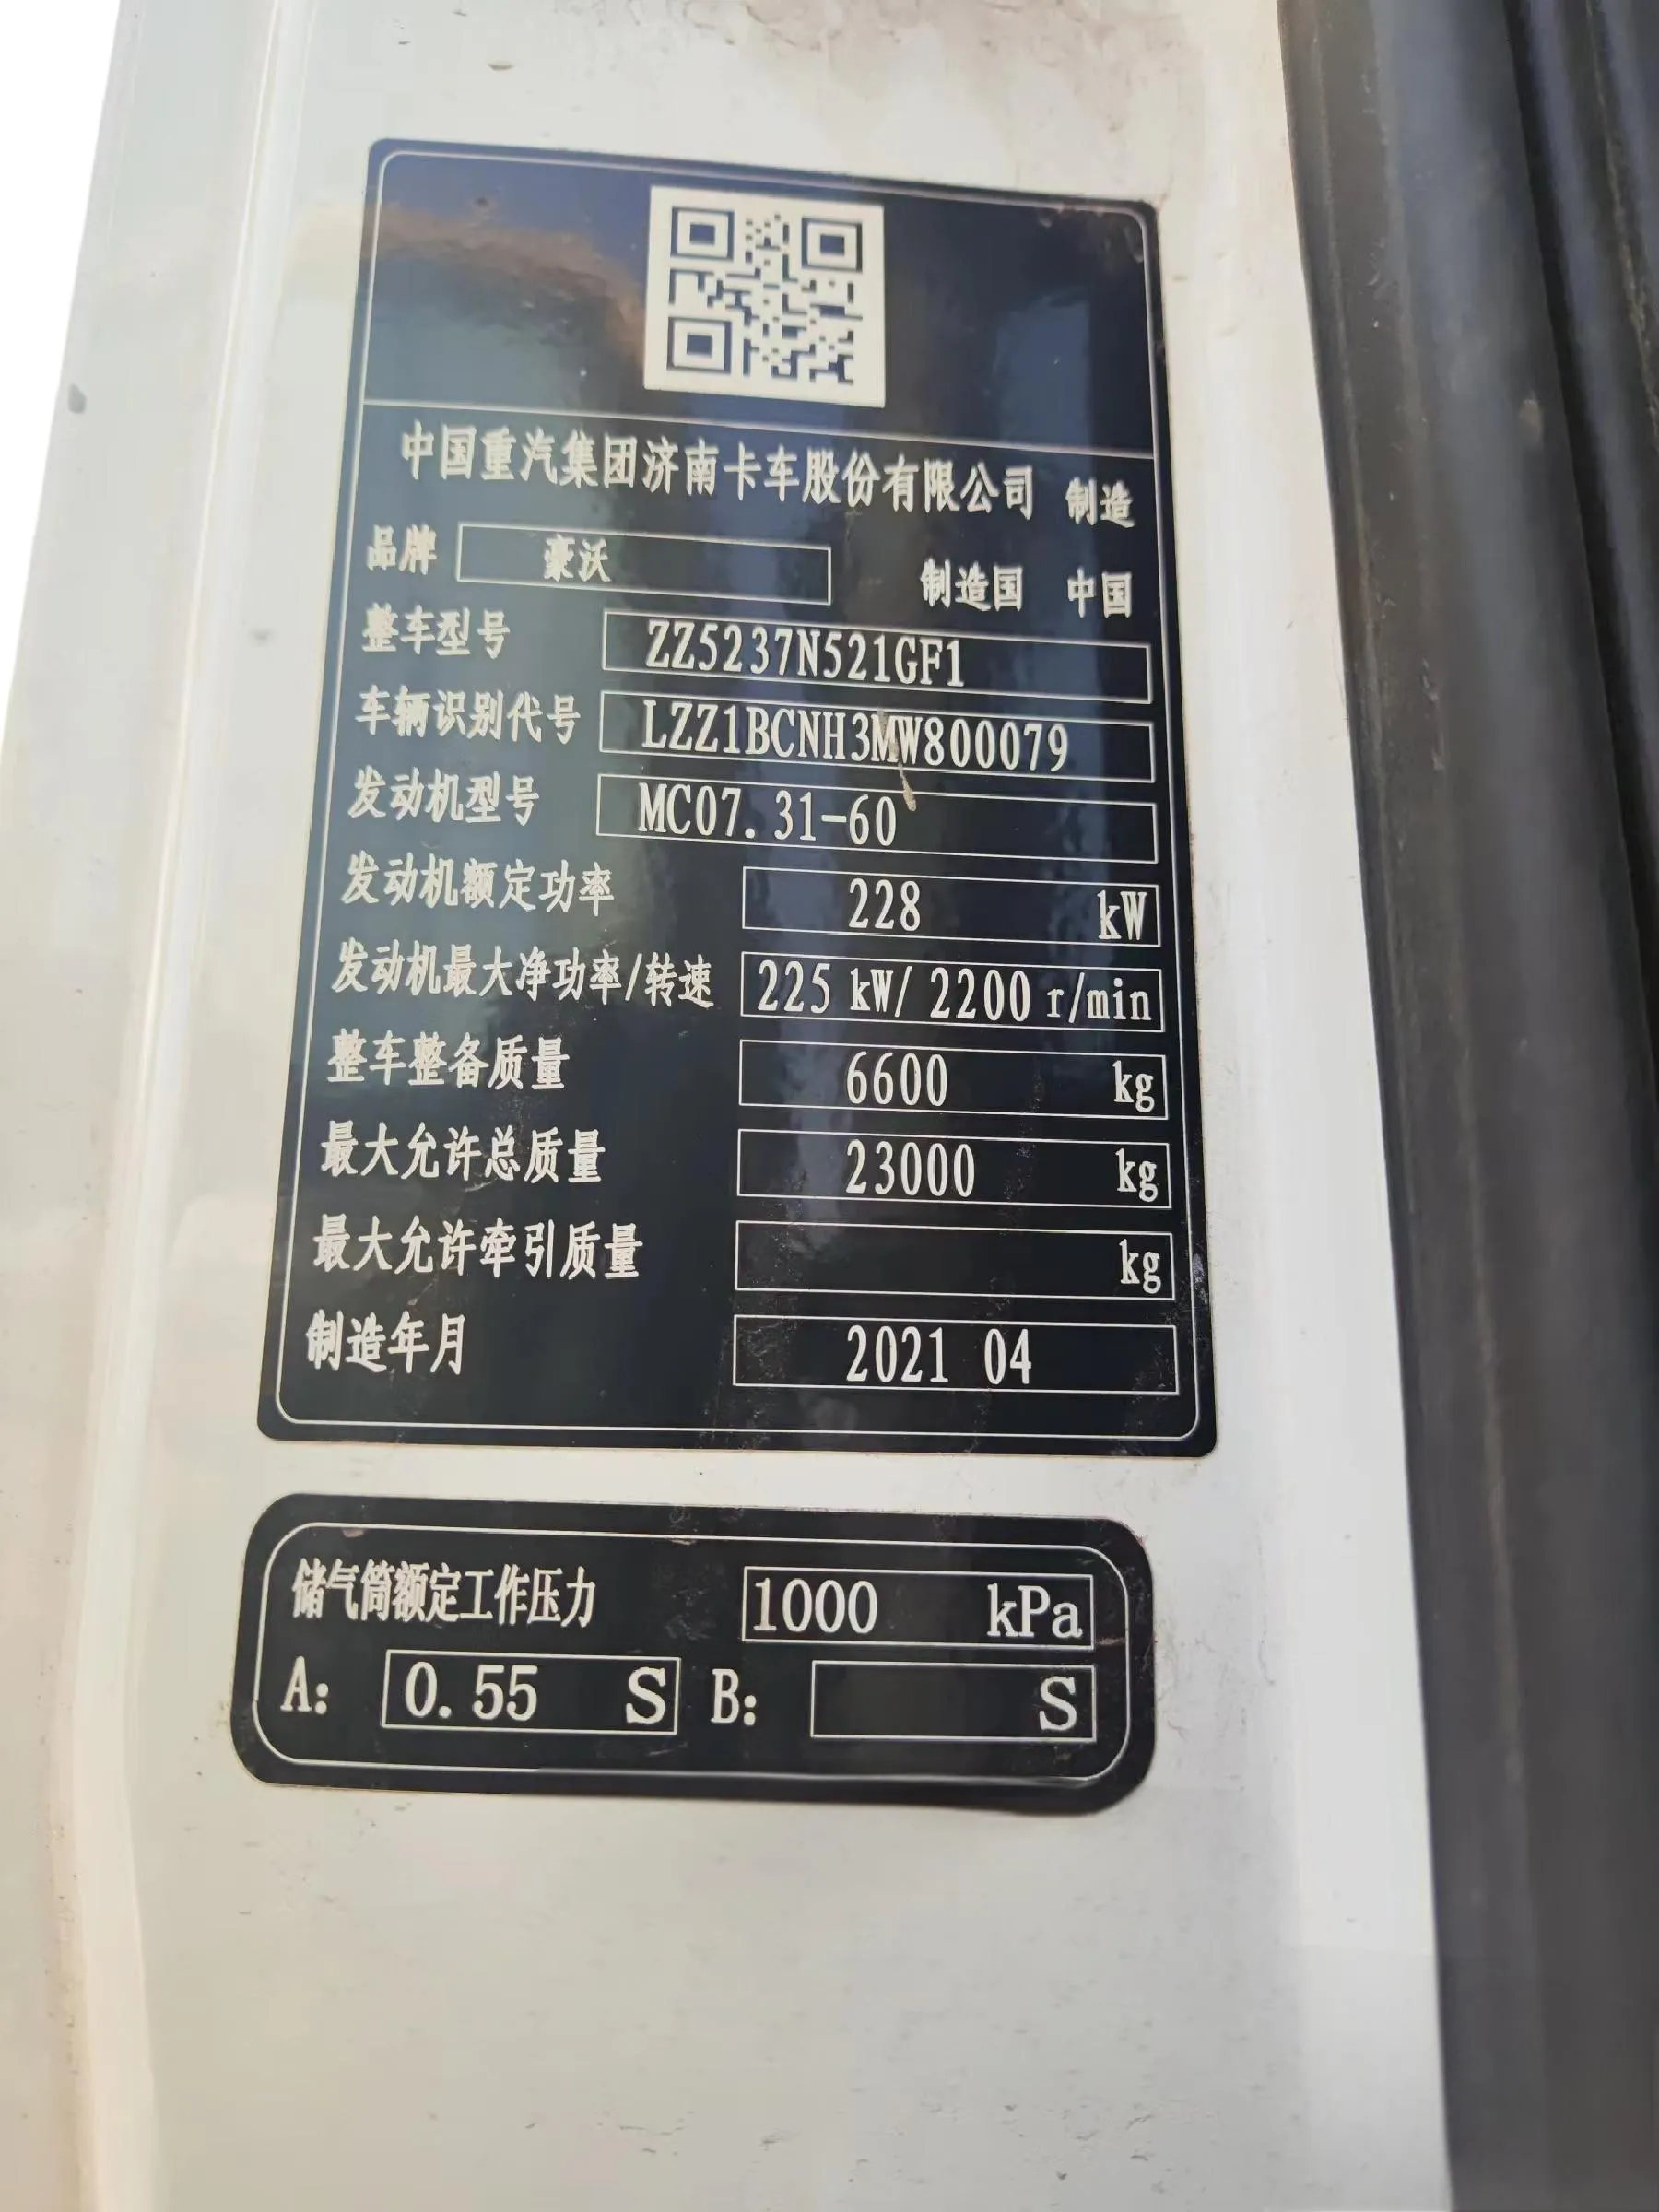 中国重汽集团济南卡车股份有限公司 制造
品牌 豪沃 制造国 中国
整车型号 ZZ5237N521GF1
车辆识别代号 LZZ1BCNH3MW800079
发动机型号 MC07.31-60
发动机额定功率 228 kW
发动机最大净功率/转速 225 kW/ 2200 r/min
整车整备质量 6600 kg
最大允许总质量 23000 kg
最大允许牵引质量 kg
制造年月 2021 04
储气筒额定工作压力 1000 kPa
A: 0.55 S B: S